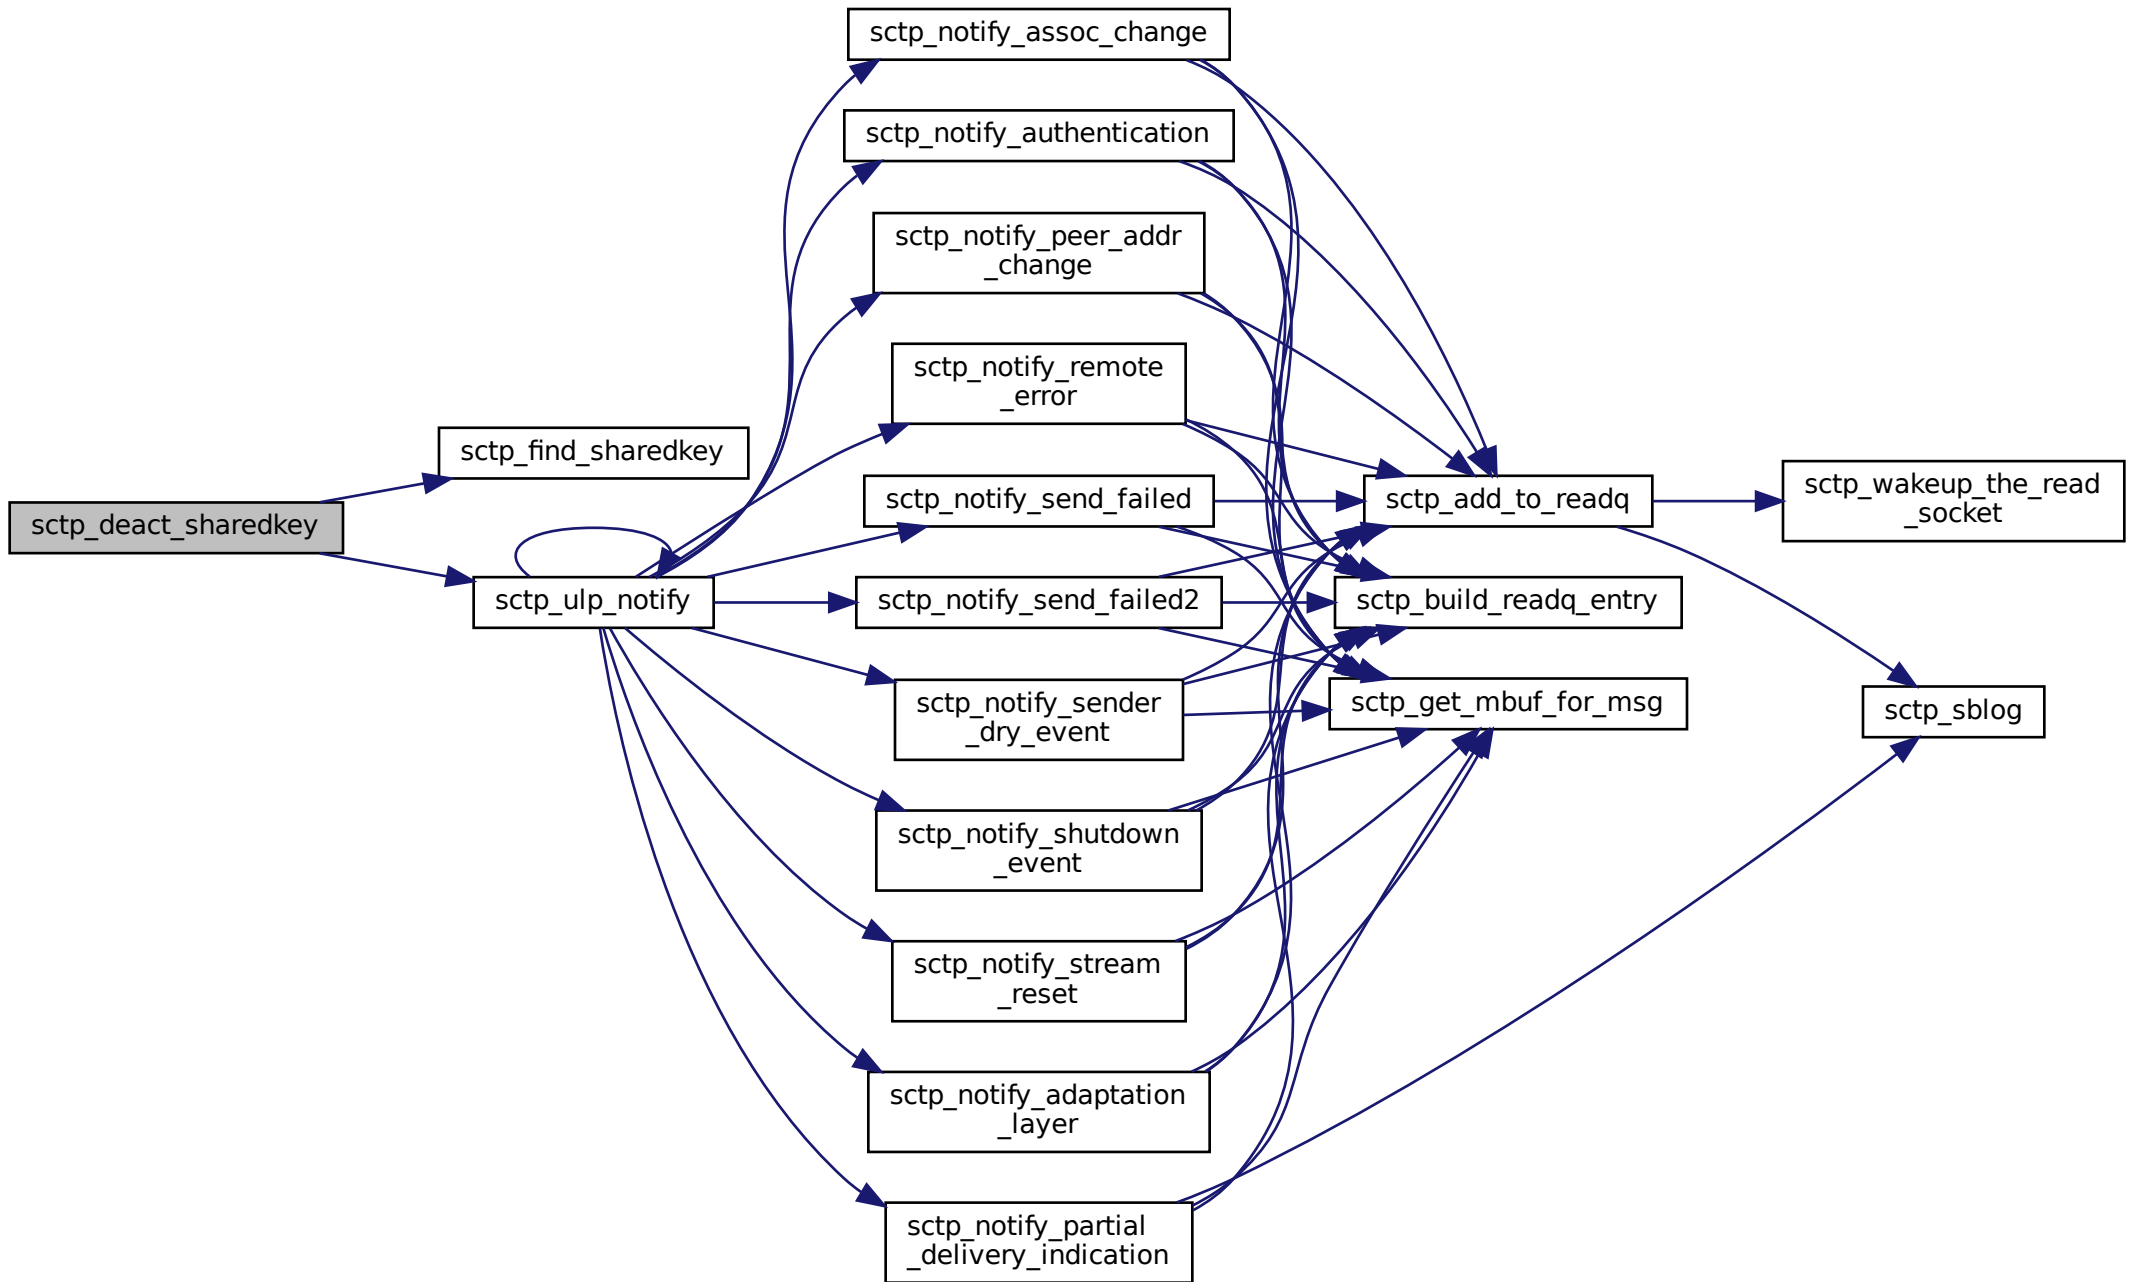 sctp_deact_sharedkey
sctp_find_sharedkey
sctp_ulp_notify
sctp_notify_assoc_change
sctp_notify_authentication
sctp_notify_peer_addr
_change
sctp_notify_remote
_error
sctp_notify_send_failed
sctp_notify_send_failed2
sctp_notify_sender
_dry_event
sctp_notify_shutdown
_event
sctp_notify_stream
_reset
sctp_notify_adaptation
_layer
sctp_notify_partial
_delivery_indication
sctp_add_to_readq
sctp_build_readq_entry
sctp_get_mbuf_for_msg
sctp_wakeup_the_read
_socket
sctp_sblog